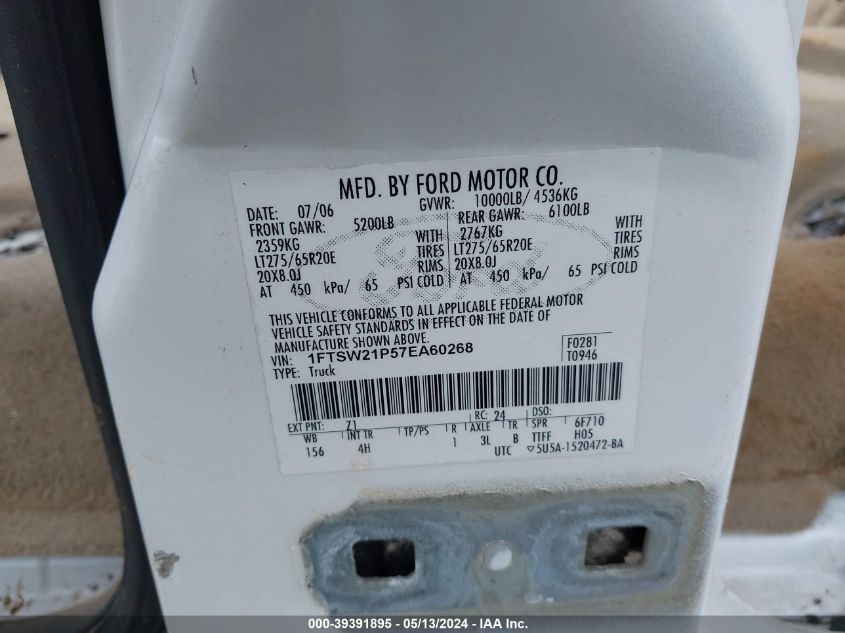 MFD. BY FORD MOTOR CO.
DATE: 07/06 GVWR: 10000LB/ 4536KG
FRONT GAWR: 5200LB REAR GAWR: 6100LB
2359KG WITH 2767KG WITH
LT275/65R20E TIRES LT275/65R20E TIRES
20X8.0J RIMS 20X8.0J RIMS
AT 450 kPa/ 65 PSI COLD AT 450 kPa/ 65 PSI COLD
THIS VEHICLE CONFORMS TO ALL APPLICABLE FEDERAL MOTOR
VEHICLE SAFETY STANDARDS IN EFFECT ON THE DATE OF
MANUFACTURE SHOWN ABOVE.
VIN: 1FTSW21P57EA60268 F0281
TYPE: Truck T0946
EXT PNT: Z1 RC: 24 DSO:
WB INT TR TP/PS R AXLE TR SPR 6F710
156 4H 1 3L B TTFF H05
UTC ▽5U5A-1520472-BA
000-39391895 - 05/13/2024 - IAA Inc.